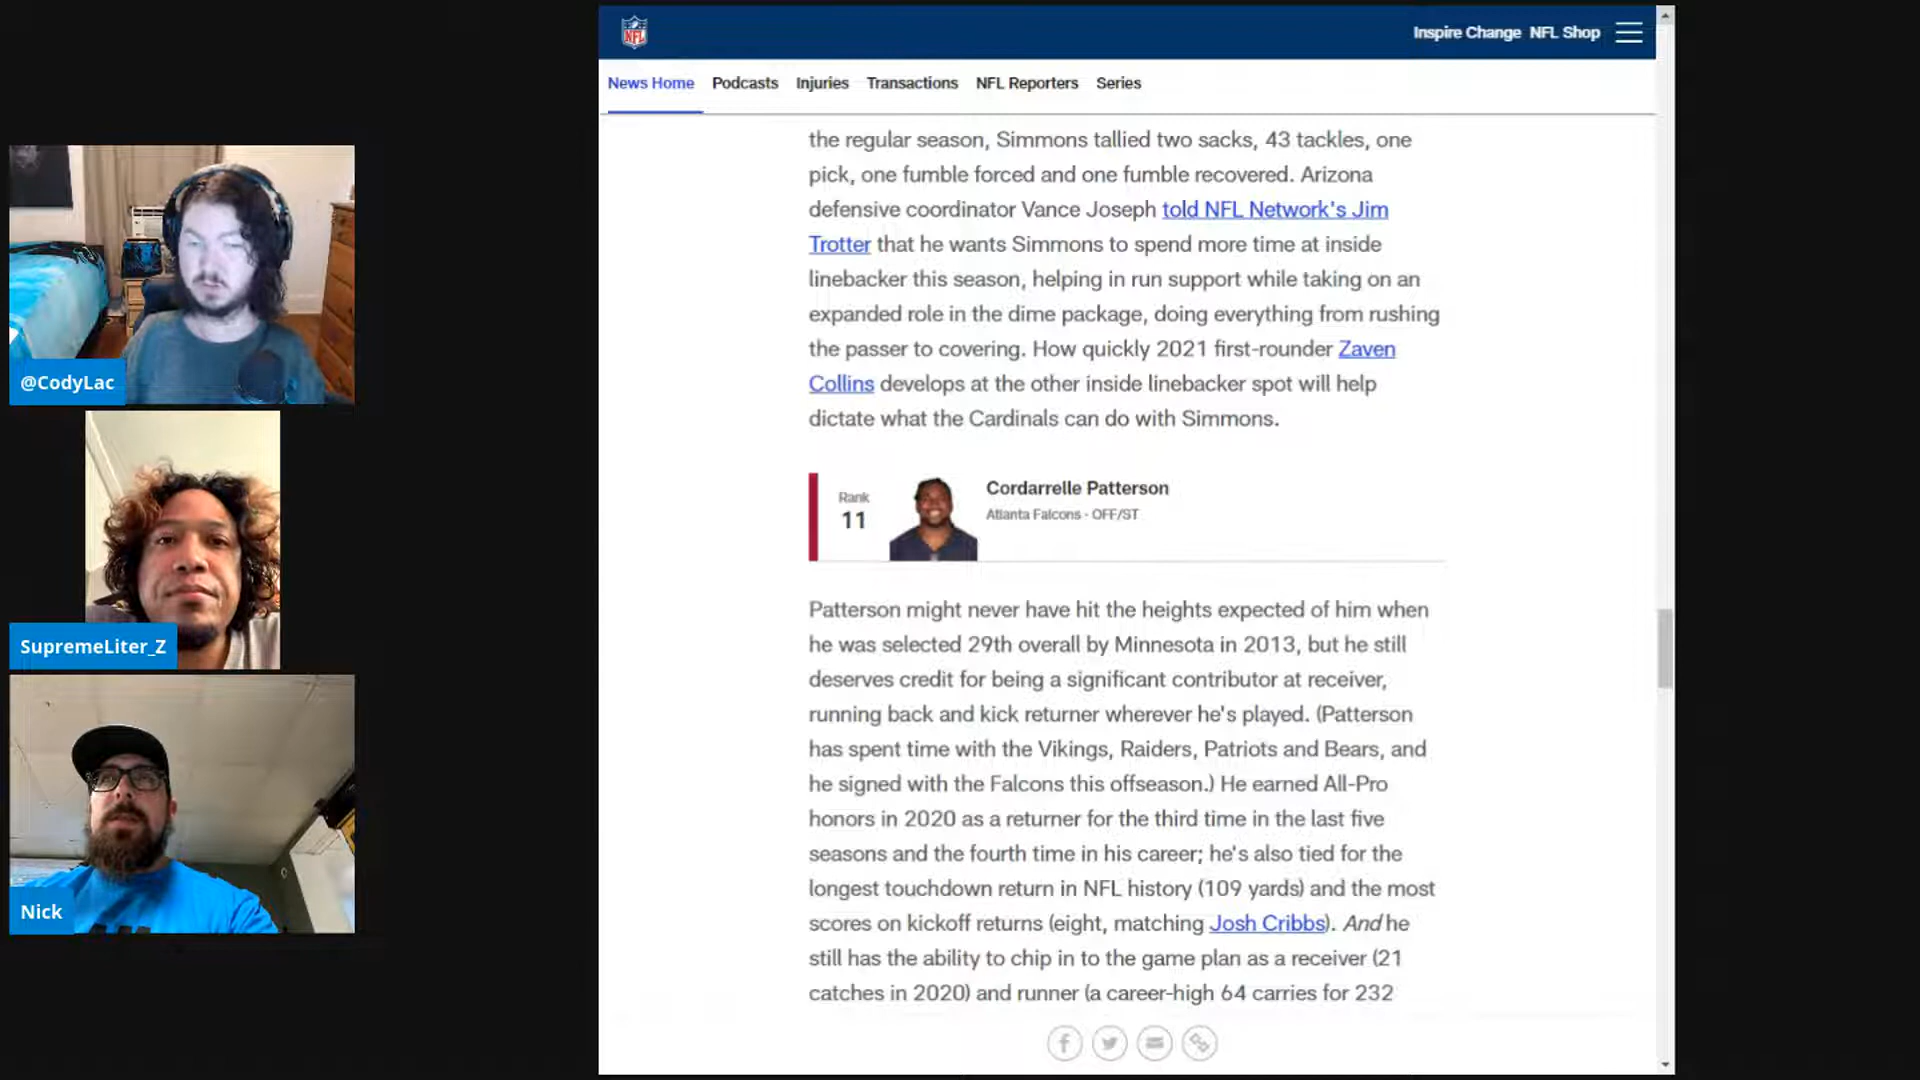 NFL
Inspire Change NFL Shop
News Home Podcasts Injuries Transactions NFL Reporters Series
the regular season, Simmons tallied two sacks, 43 tackles, one
pick, one fumble forced and one fumble recovered. Arizona
defensive coordinator Vance Joseph told NFL Network's Jim
Trotter that he wants Simmons to spend more time at inside
linebacker this season, helping in run support while taking on an
expanded role in the dime package, doing everything from rushing
the passer to covering. How quickly 2021 first-rounder Zaven
Collins develops at the other inside linebacker spot will help
dictate what the Cardinals can do with Simmons.
Rank
11
Cordarrelle Patterson
Atlanta Falcons · OFF/ST
Patterson might never have hit the heights expected of him when
he was selected 29th overall by Minnesota in 2013, but he still
deserves credit for being a significant contributor at receiver,
running back and kick returner wherever he's played. (Patterson
has spent time with the Vikings, Raiders, Patriots and Bears, and
he signed with the Falcons this offseason.) He earned All-Pro
honors in 2020 as a returner for the third time in the last five
seasons and the fourth time in his career; he's also tied for the
longest touchdown return in NFL history (109 yards) and the most
scores on kickoff returns (eight, matching Josh Cribbs). And he
still has the ability to chip in to the game plan as a receiver (21
catches in 2020) and runner (a career-high 64 carries for 232
@CodyLac
SupremeLiter_Z
Nick